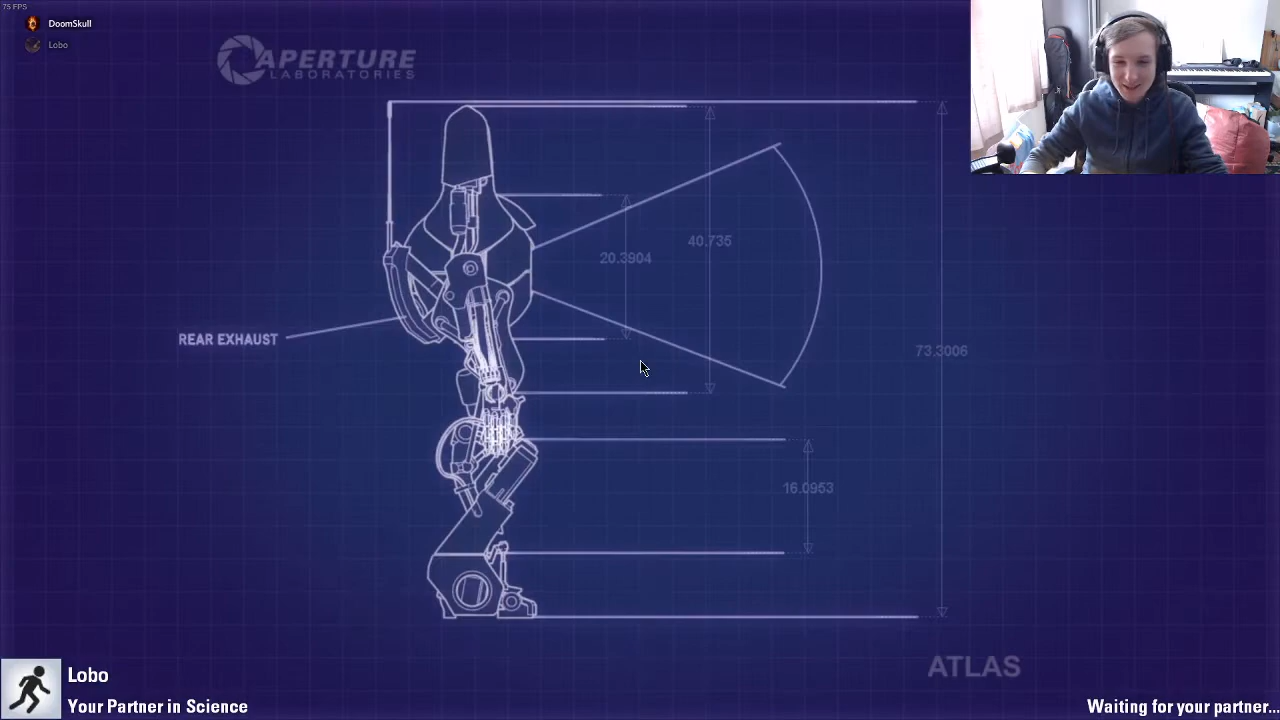 75 FPS
DoomSkull
Lobo
APERTURE
LABORATORIES
40.735
20.3904
REAR EXHAUST
73.3006
16.0953
ATLAS
Lobo
Your Partner in Science
Waiting for your partner...